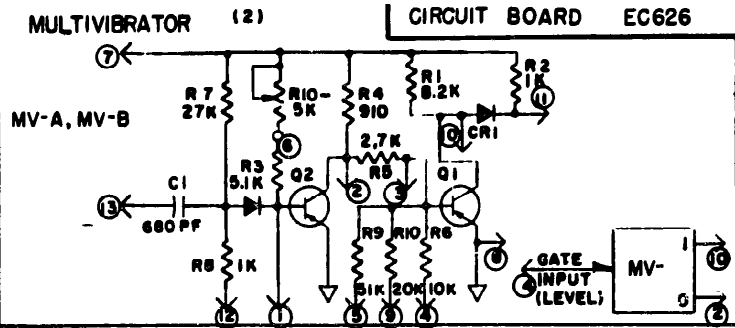 MULTIVIBRATOR (2)
CIRCUIT BOARD EC626
7
R7
27K
R10-
5K
R4
910
R1
8.2K
R2
1K
11
MV-A, MV-B
10
CR1
6
2.7K
R5
R3
5.1K
Q2
2
3
Q1
C1
13
680PF
R8
1K
R9
R10
R6
8
51K
20K
10K
12
1
5
9
4
GATE
INPUT
(LEVEL)
4
MV-
1
10
0
2